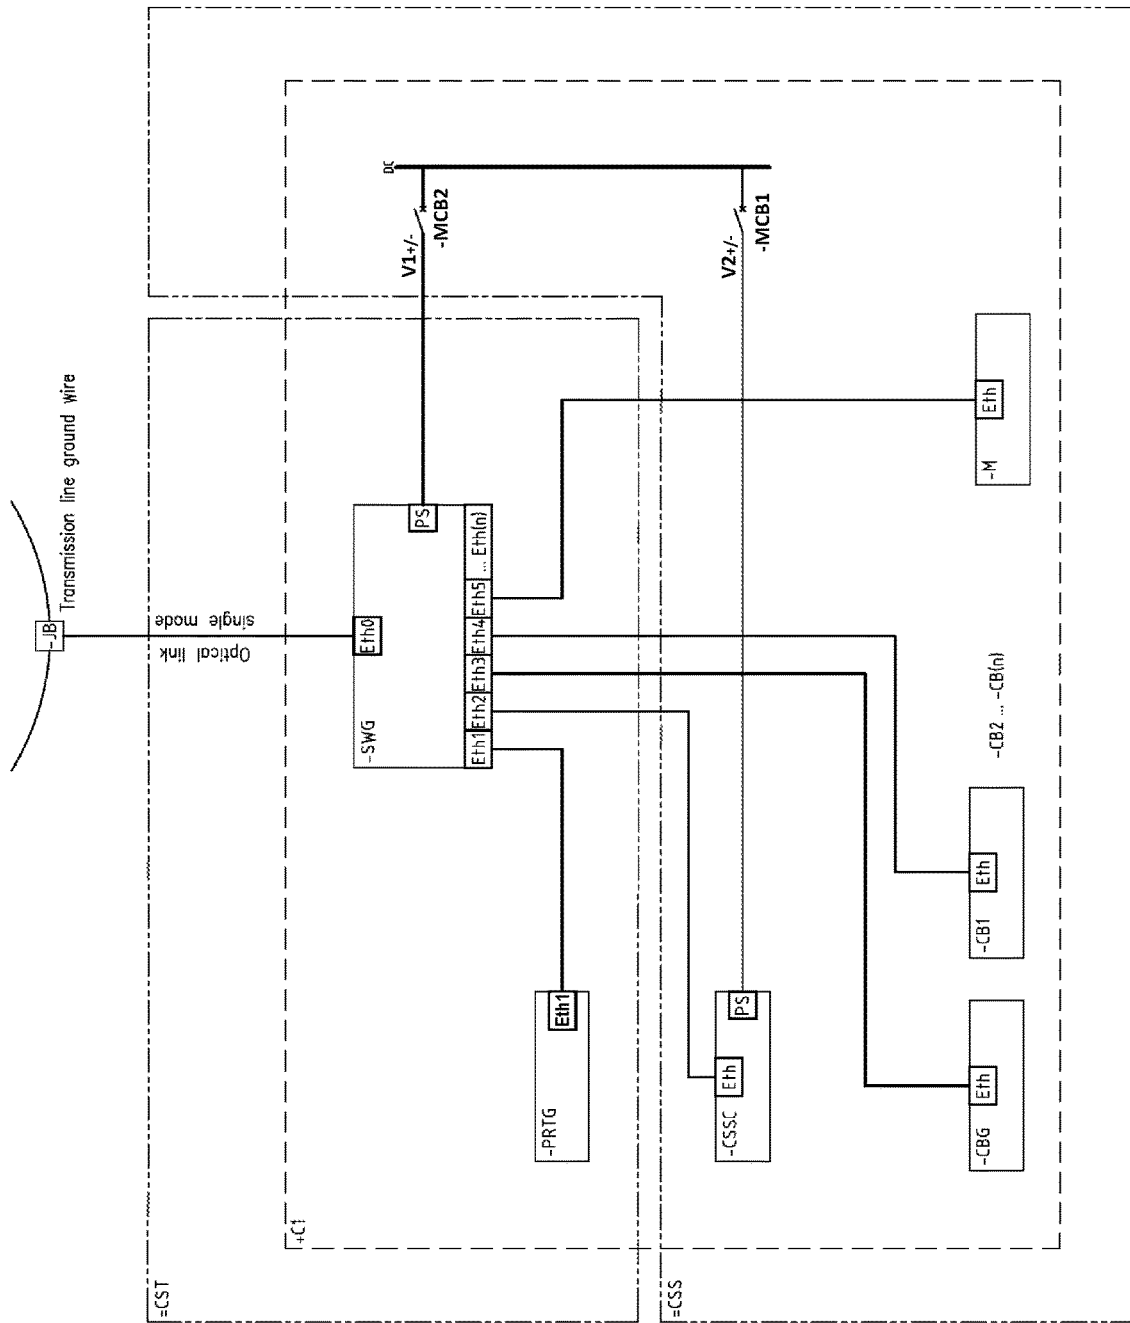 -JB
Transmission line ground wire
Optical link
single mode
=CST
+C1
-SWG
Eth0
PS
Eth1
Eth2
Eth3
Eth4
Eth5
... Eth(n)
-PRTG
Eth1
DC
V1+/-
-MCB2
V2+/-
-MCB1
=CSS
-CSSC
Eth
PS
-CBG
Eth
-CB1
Eth
-CB2 ... -CB(n)
-M
Eth